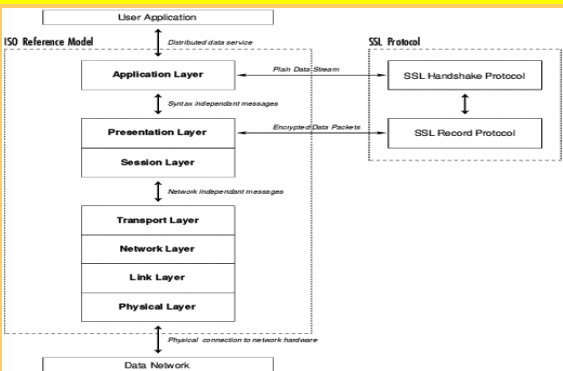 User Application
ISO Reference Model
Distributed data service
SSL Protocol
Application Layer
Plain Data Stream
SSL Handshake Protocol
Syntax independant messages
Presentation Layer
Encrypted Data Packets
SSL Record Protocol
Session Layer
Network independant messages
Transport Layer
Network Layer
Link Layer
Physical Layer
Physical connection to network hardware
Data Network